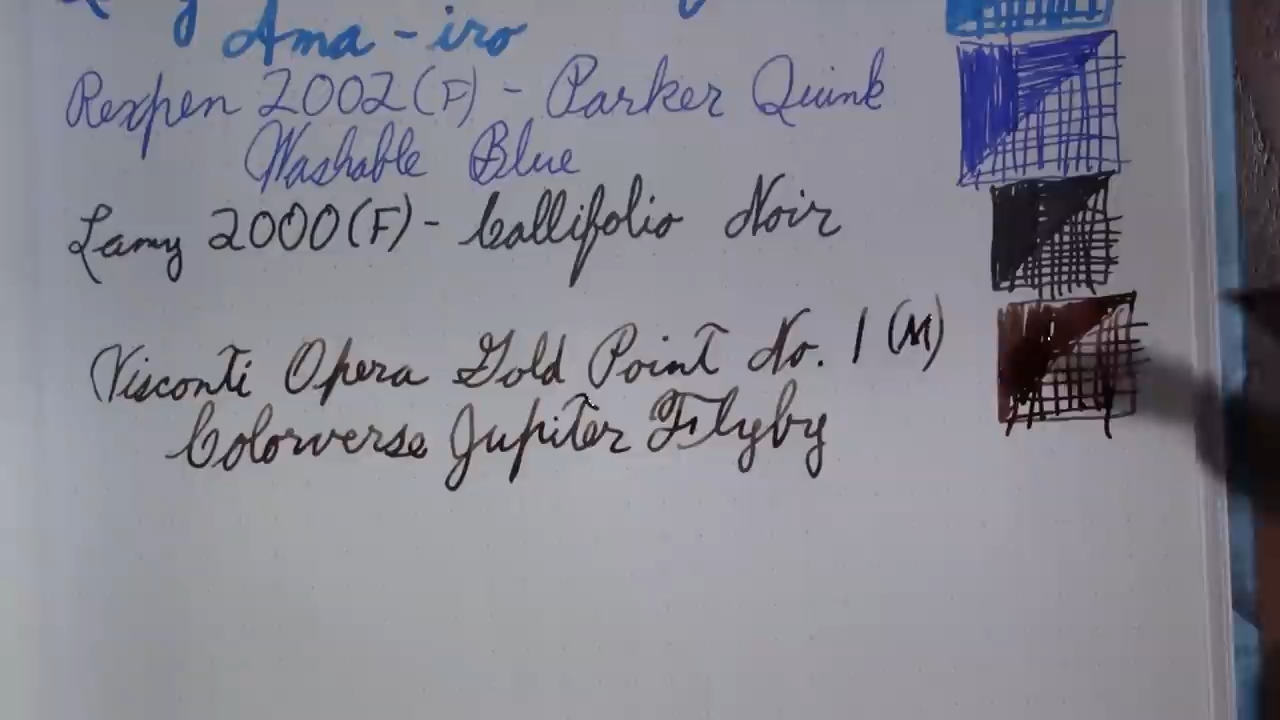 Ama-iro
Rexpen 2002(F) - Parker Quink
Washable Blue
Lamy 2000(F) - Callifolio Noir
Visconti Opera Gold Point No. 1 (M)
Colorverse Jupiter Flyby